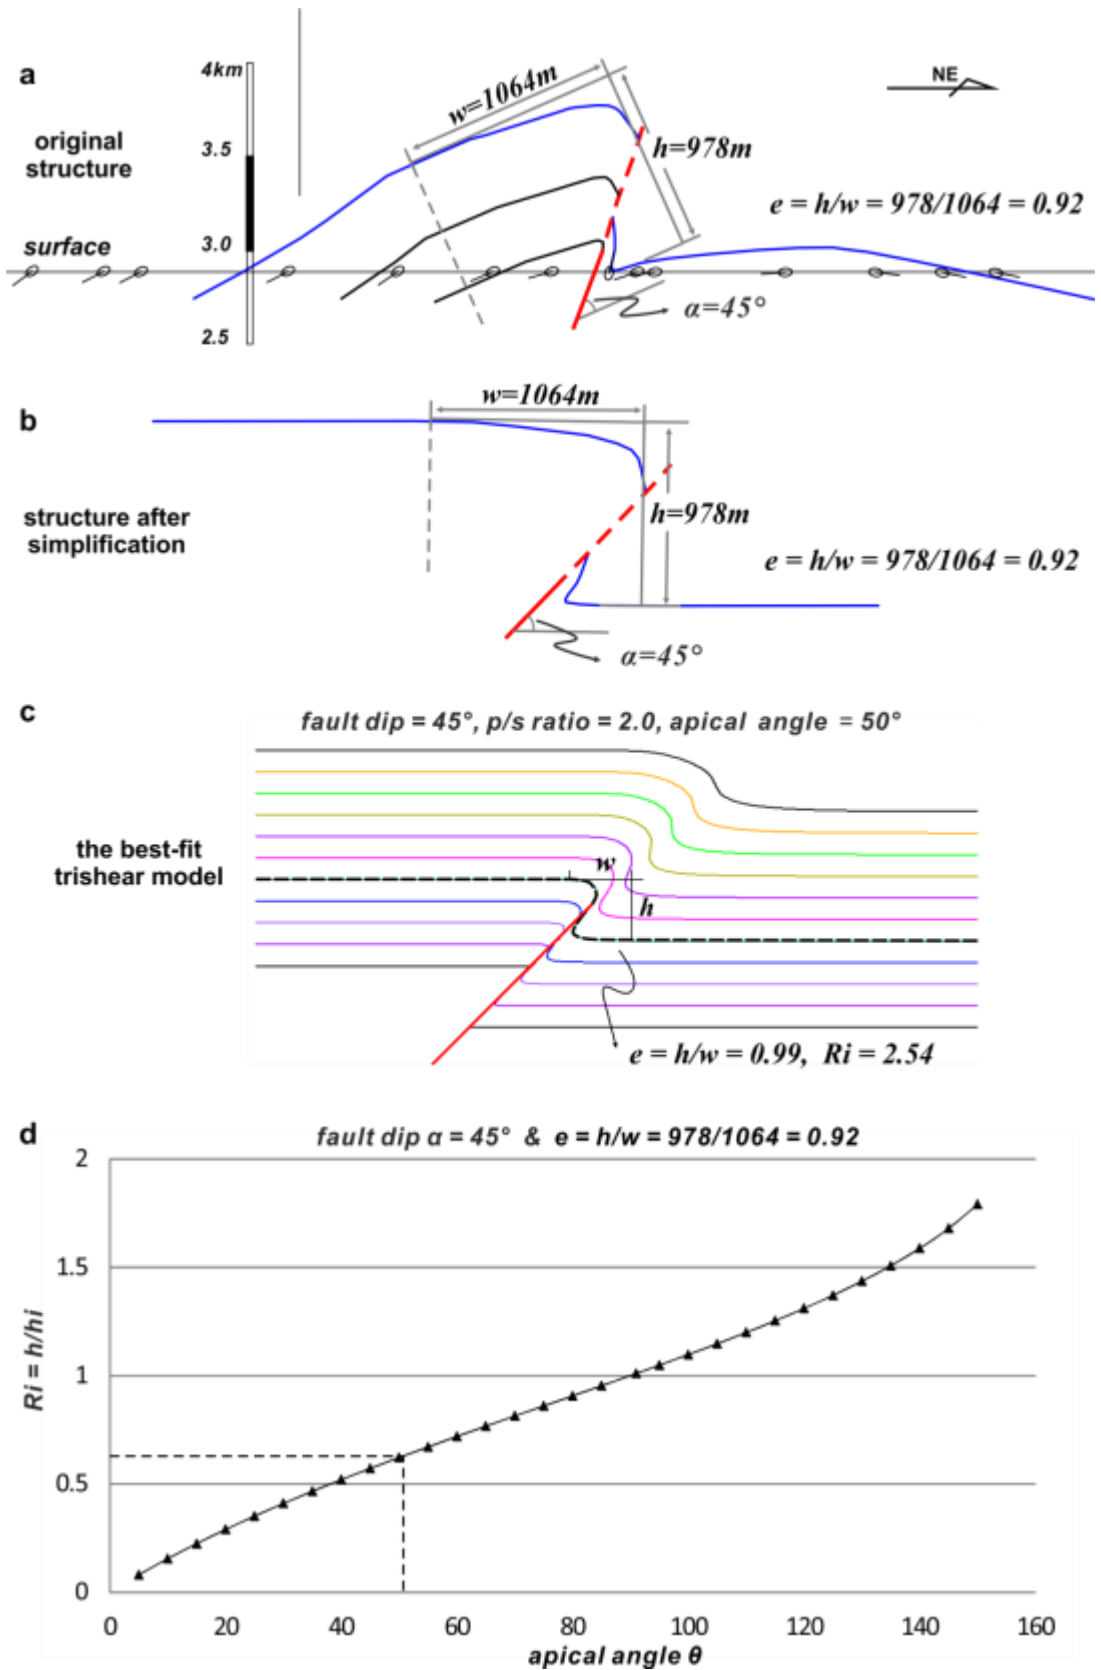 a
4km
3.5
3.0
2.5
original
structure
surface
w=1064m
h=978m
NE
e = h/w = 978/1064 = 0.92
α=45°
b
w=1064m
structure after
simplification
h=978m
e = h/w = 978/1064 = 0.92
α=45°
c
fault dip = 45°, p/s ratio = 2.0, apical angle = 50°
the best-fit
trishear model
w
h
e = h/w = 0.99, Ri = 2.54
d
fault dip α = 45° & e = h/w = 978/1064 = 0.92
Ri = h/hi
2
1.5
1
0.5
0
0 20 40 60 80 100 120 140 160
apical angle θ